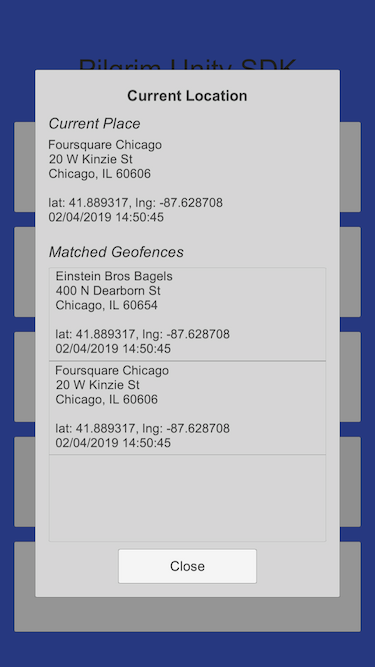 Pilgrim Unity SDK
Current Location
Current Place
Foursquare Chicago
20 W Kinzie St
Chicago, IL 60606
lat: 41.889317, lng: -87.628708
02/04/2019 14:50:45
Matched Geofences
Einstein Bros Bagels
400 N Dearborn St
Chicago, IL 60654
lat: 41.889317, lng: -87.628708
02/04/2019 14:50:45
Foursquare Chicago
20 W Kinzie St
Chicago, IL 60606
lat: 41.889317, lng: -87.628708
02/04/2019 14:50:45
Close